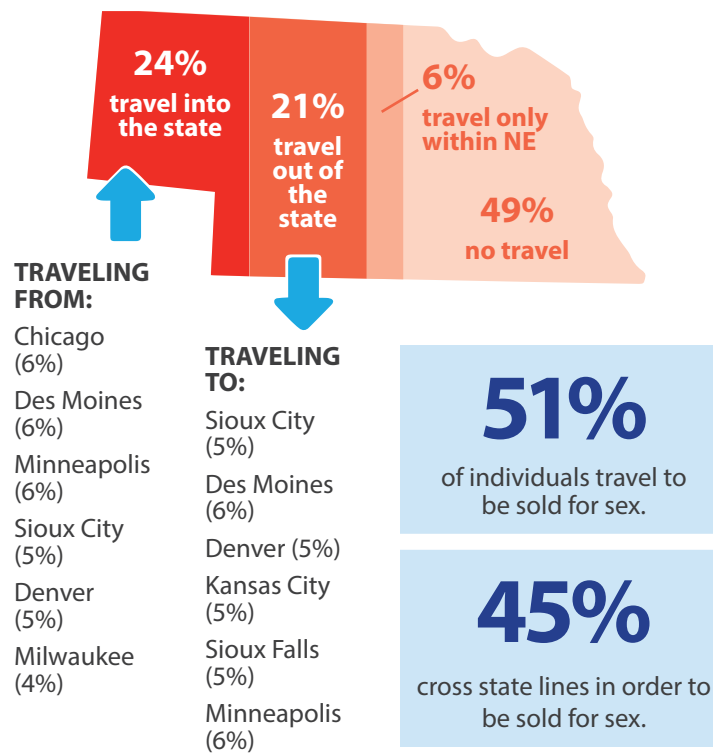 24%
travel into
the state
21%
travel
out of
the
state
6%
travel only
within NE
49%
no travel
TRAVELING
FROM:
Chicago
(6%)
Des Moines
(6%)
Minneapolis
(6%)
Sioux City
(5%)
Denver
(5%)
Milwaukee
(4%)
TRAVELING
TO:
Sioux City
(5%)
Des Moines
(6%)
Denver (5%)
Kansas City
(5%)
Sioux Falls
(5%)
Minneapolis
(6%)
51%
of individuals travel to
be sold for sex.
45%
cross state lines in order to
be sold for sex.